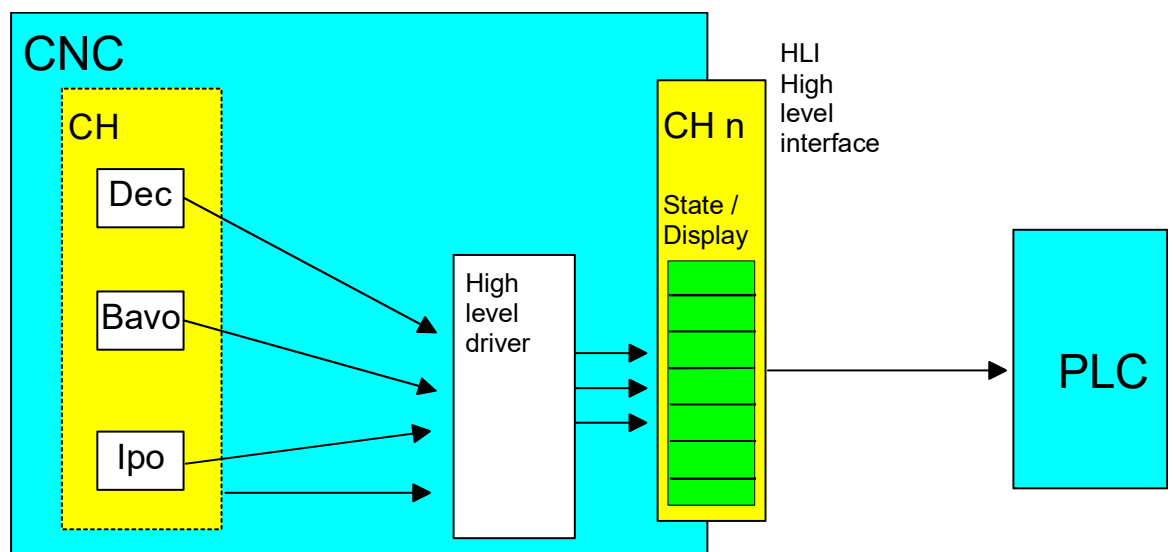 CNC
CH
Dec
Bavo
Ipo
High
level
driver
CH n
State /
Display
HLI
High
level
interface
PLC